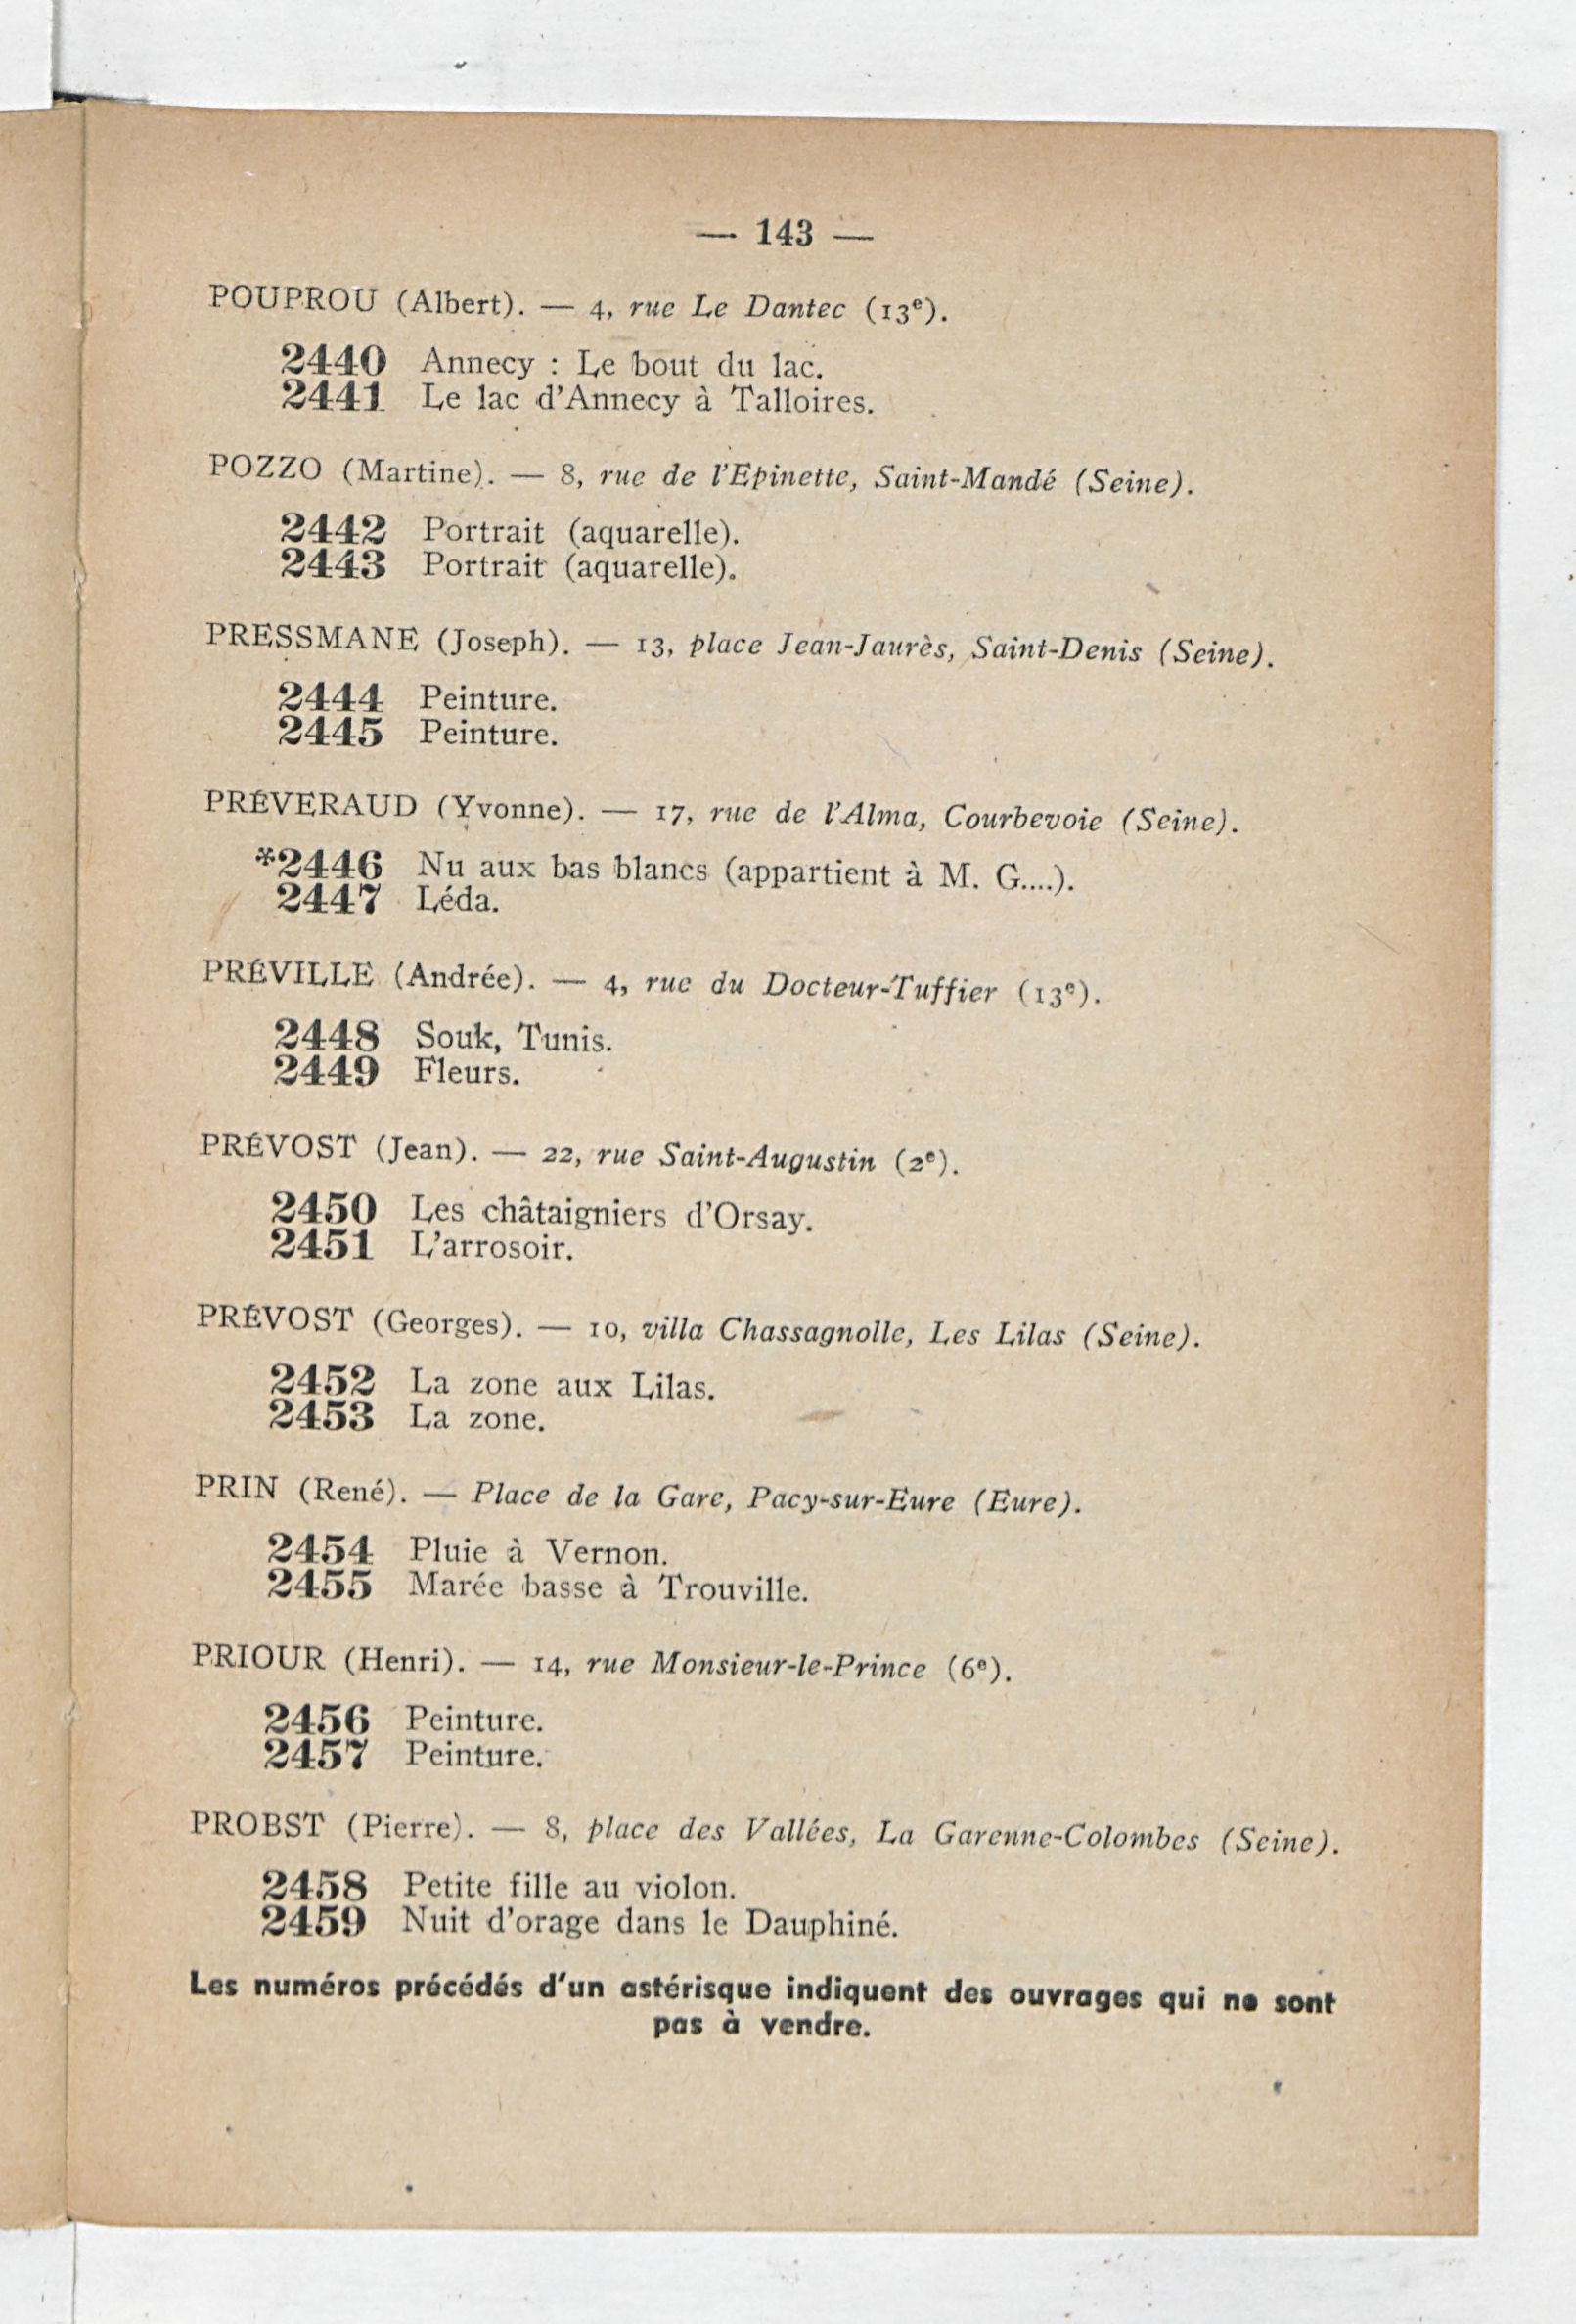 — 143 —
POUPROU (Albert). — 4, rue Le Dantec (13e).
2440 Annecy : Le bout du lac.
2441 Le lac d'Annecy à Talloires.
POZZO (Martine). — 8, rue de l'Epinette, Saint-Mandé (Seine).
2442 Portrait (aquarelle).
2443 Portrait (aquarelle).
PRESSMANE (Joseph). — 13, place Jean-Jaurès, Saint-Denis (Seine).
2444 Peinture.
2445 Peinture.
PRÉVERAUD (Yvonne). — 17, rue de l'Alma, Courbevoie (Seine).
*2446 Nu aux bas blancs (appartient à M. G....).
2447 Léda.
PRÉVILLE (Andrée). — 4, rue du Docteur-Tuffier (13e).
2448 Souk, Tunis.
2449 Fleurs.
PRÉVOST (Jean). — 22, rue Saint-Augustin (2e).
2450 Les châtaigniers d'Orsay.
2451 L'arrosoir.
PRÉVOST (Georges). — 10, villa Chassagnolle, Les Lilas (Seine).
2452 La zone aux Lilas.
2453 La zone.
PRIN (René). — Place de la Gare, Pacy-sur-Eure (Eure).
2454 Pluie à Vernon.
2455 Marée basse à Trouville.
PRIOUR (Henri). — 14, rue Monsieur-le-Prince (6e).
2456 Peinture.
2457 Peinture.
PROBST (Pierre). — 8, place des Vallées, La Garenne-Colombes (Seine).
2458 Petite fille au violon.
2459 Nuit d'orage dans le Dauphiné.
Les numéros précédés d'un astérisque indiquent des ouvrages qui ne sont
pas à vendre.